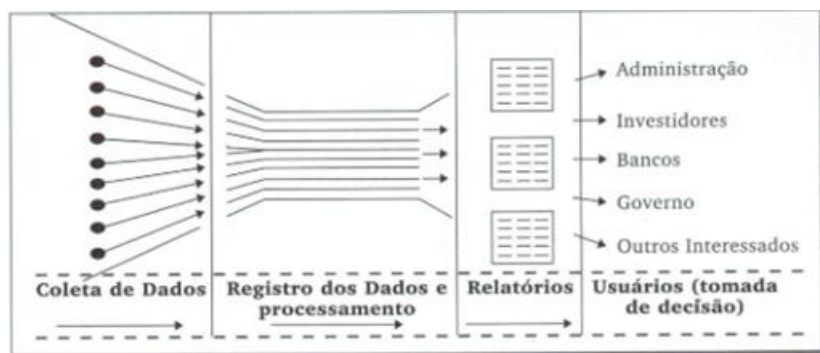 Administração
Investidores
Bancos
Governo
Outros Interessados
Coleta de Dados
Registro dos Dados e
processamento
Relatórios
Usuários (tomada
de decisão)